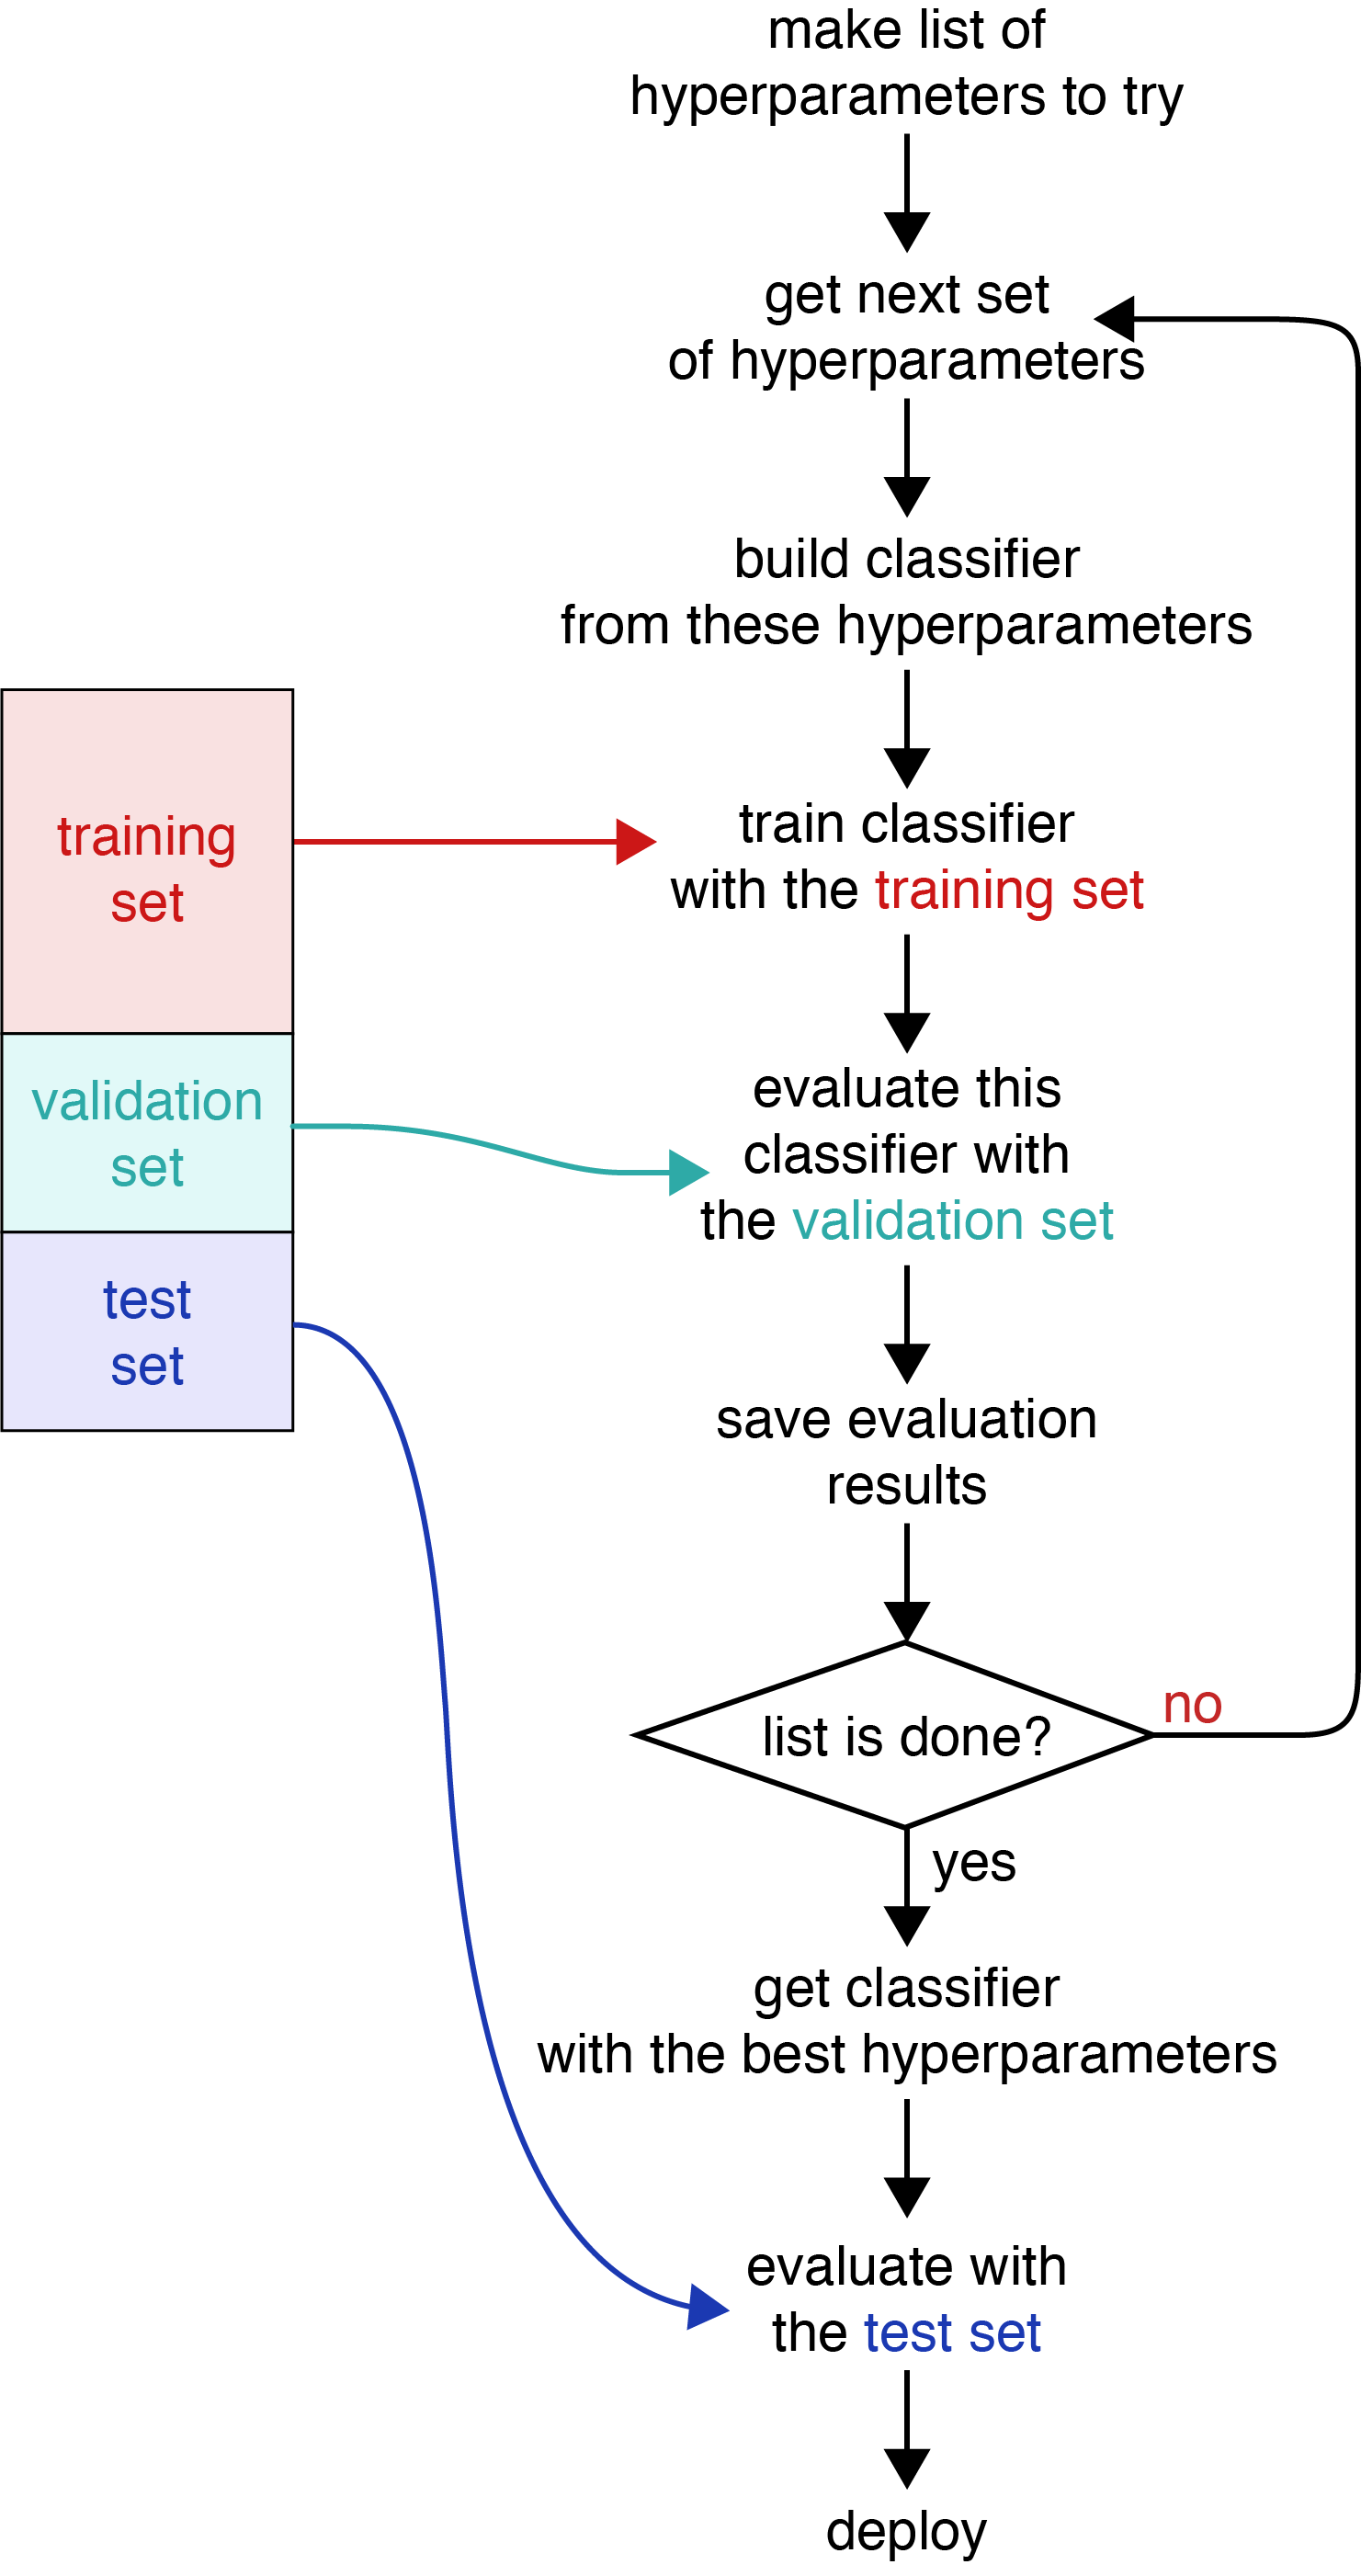 make list of
hyperparameters to try
get next set
of hyperparameters
build classifier
from these hyperparameters
training
set
train classifier
with the training set
validation
set
evaluate this
classifier with
the validation set
test
set
save evaluation
results
list is done?
no
yes
get classifier
with the best hyperparameters
evaluate with
the test set
deploy